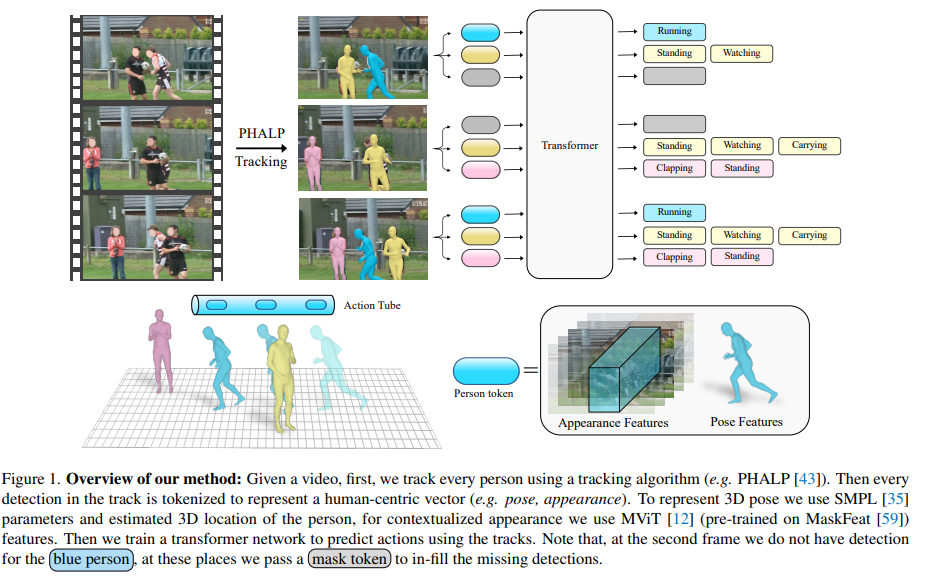 PHALP
Tracking
Transformer
Running
Standing Watching
Standing Watching Carrying
Clapping Standing
Running
Standing Watching Carrying
Clapping Standing
Action Tube
Person token
=
Appearance Features
Pose Features
Figure 1. Overview of our method: Given a video, first, we track every person using a tracking algorithm (e.g. PHALP [43]). Then every
detection in the track is tokenized to represent a human-centric vector (e.g. pose, appearance). To represent 3D pose we use SMPL [35]
parameters and estimated 3D location of the person, for contextualized appearance we use MViT [12] (pre-trained on MaskFeat [59])
features. Then we train a transformer network to predict actions using the tracks. Note that, at the second frame we do not have detection
for the blue person, at these places we pass a mask token to in-fill the missing detections.